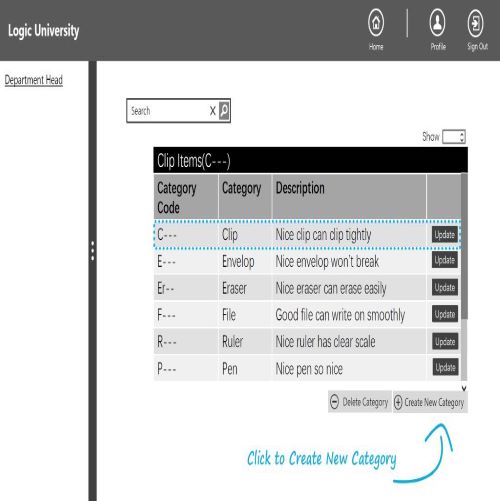 Logic University
Home
Profile
Sign Out
Department Head
Search X
Show
Clip Items(C---)
Category Code Category Description
C--- Clip Nice clip can clip tightly Update
E--- Envelop Nice envelop won't break Update
Er-- Eraser Nice eraser can erase easily Update
F--- File Good file can write on smoothly Update
R--- Ruler Nice ruler has clear scale Update
P--- Pen Nice pen so nice Update
Delete Category Create New Category
Click to Create New Category